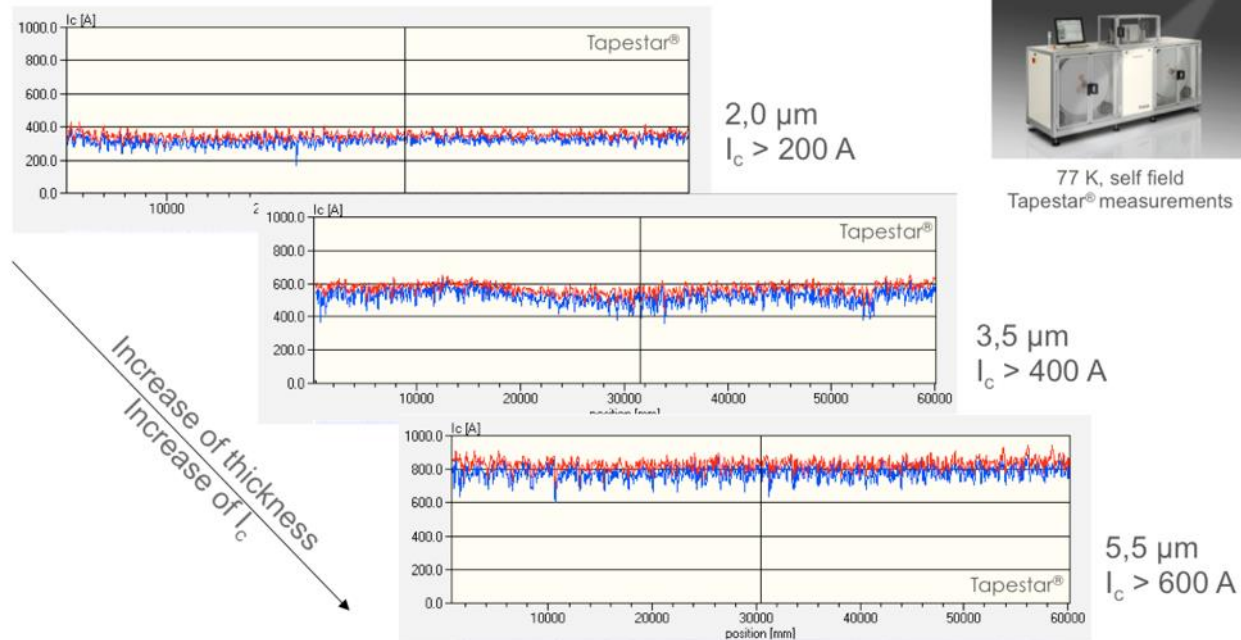 Ic [A]
1000.0
800.0
600.0
400.0
200.0
0.0
10000
2
Tapestar®
2,0 µm
Ic > 200 A
77 K, self field
Tapestar® measurements
Ic [A]
1000.0
800.0
600.0
400.0
200.0
0.0
10000 20000 30000 40000 50000 60000
position [mm]
Tapestar®
3,5 µm
Ic > 400 A
Increase of thickness
Increase of Ic
Ic [A]
1000.0
800.0
600.0
400.0
200.0
0.0
10000 20000 30000 40000 50000 60000
position [mm]
Tapestar®
5,5 µm
Ic > 600 A